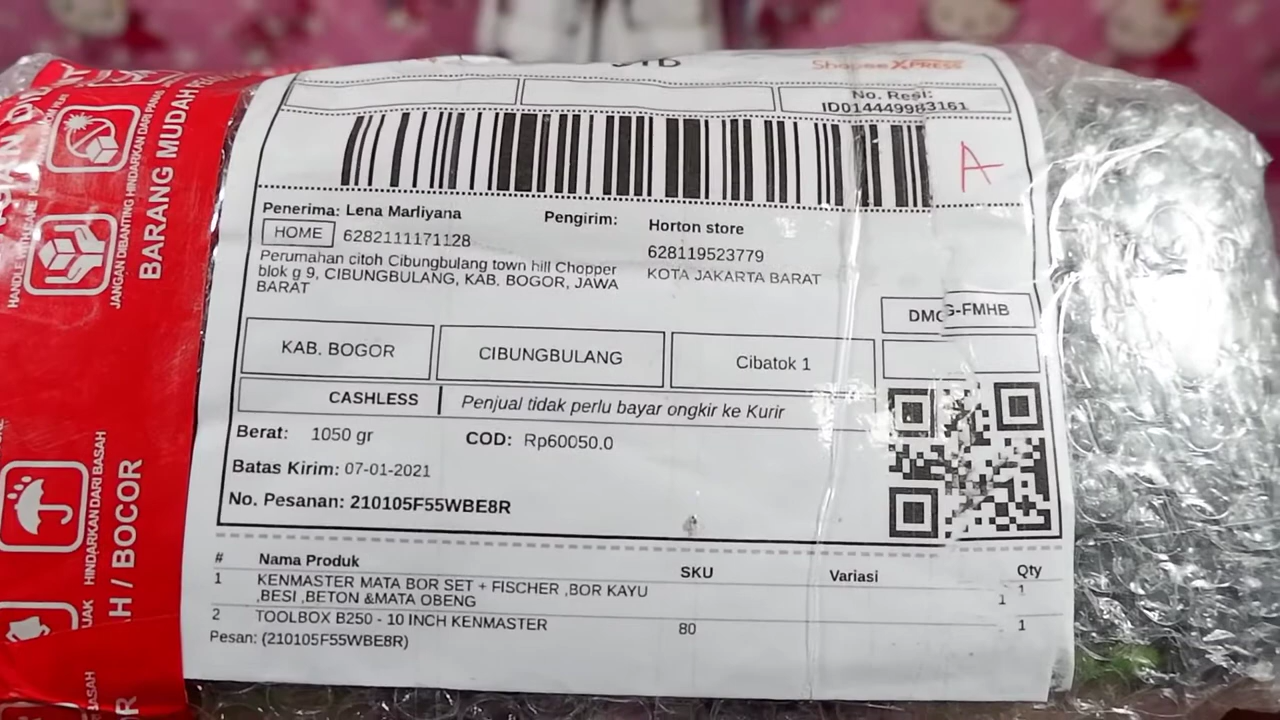 Shopee XPRESS
No. Resi:
ID014449983161
A
Penerima: Lena Marliyana
Pengirim: Horton store
HOME 6282111171128
628119523779
Perumahan citoh Cibungbulang town hill Chopper
KOTA JAKARTA BARAT
blok g 9, CIBUNGBULANG, KAB. BOGOR, JAWA
BARAT
G-FMHB
KAB. BOGOR
CIBUNGBULANG
Cibatok 1
CASHLESS
Penjual tidak perlu bayar ongkir ke Kurir
Berat: 1050 gr
COD: Rp60050.0
Batas Kirim: 07-01-2021
No. Pesanan: 210105F55WBE8R
# Nama Produk SKU Variasi Qty
1 KENMASTER MATA BOR SET + FISCHER ,BOR KAYU 1
,BESI ,BETON &MATA OBENG 1
2 TOOLBOX B250 - 10 INCH KENMASTER 80 1
Pesan: (210105F55WBE8R)
BARANG MUDAH
JANGAN DIBANTING HINDARKAN DARI PANAS
HANDLE WITH CARE
HINDARI DARI BASAH
H / BOCOR